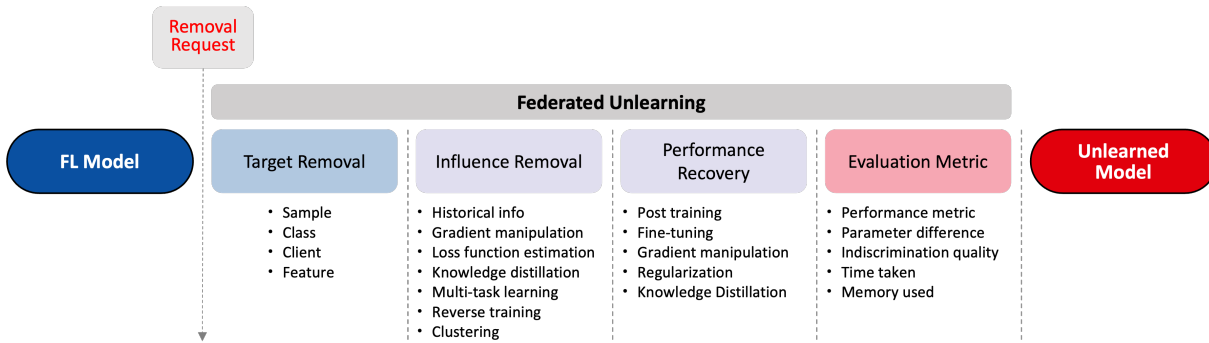 Removal
Request
Federated Unlearning
FL Model
Target Removal
Influence Removal
Performance
Recovery
Evaluation Metric
Unlearned
Model
• Sample
• Class
• Client
• Feature
• Historical info
• Gradient manipulation
• Loss function estimation
• Knowledge distillation
• Multi-task learning
• Reverse training
• Clustering
• Post training
• Fine-tuning
• Gradient manipulation
• Regularization
• Knowledge Distillation
• Performance metric
• Parameter difference
• Indiscrimination quality
• Time taken
• Memory used